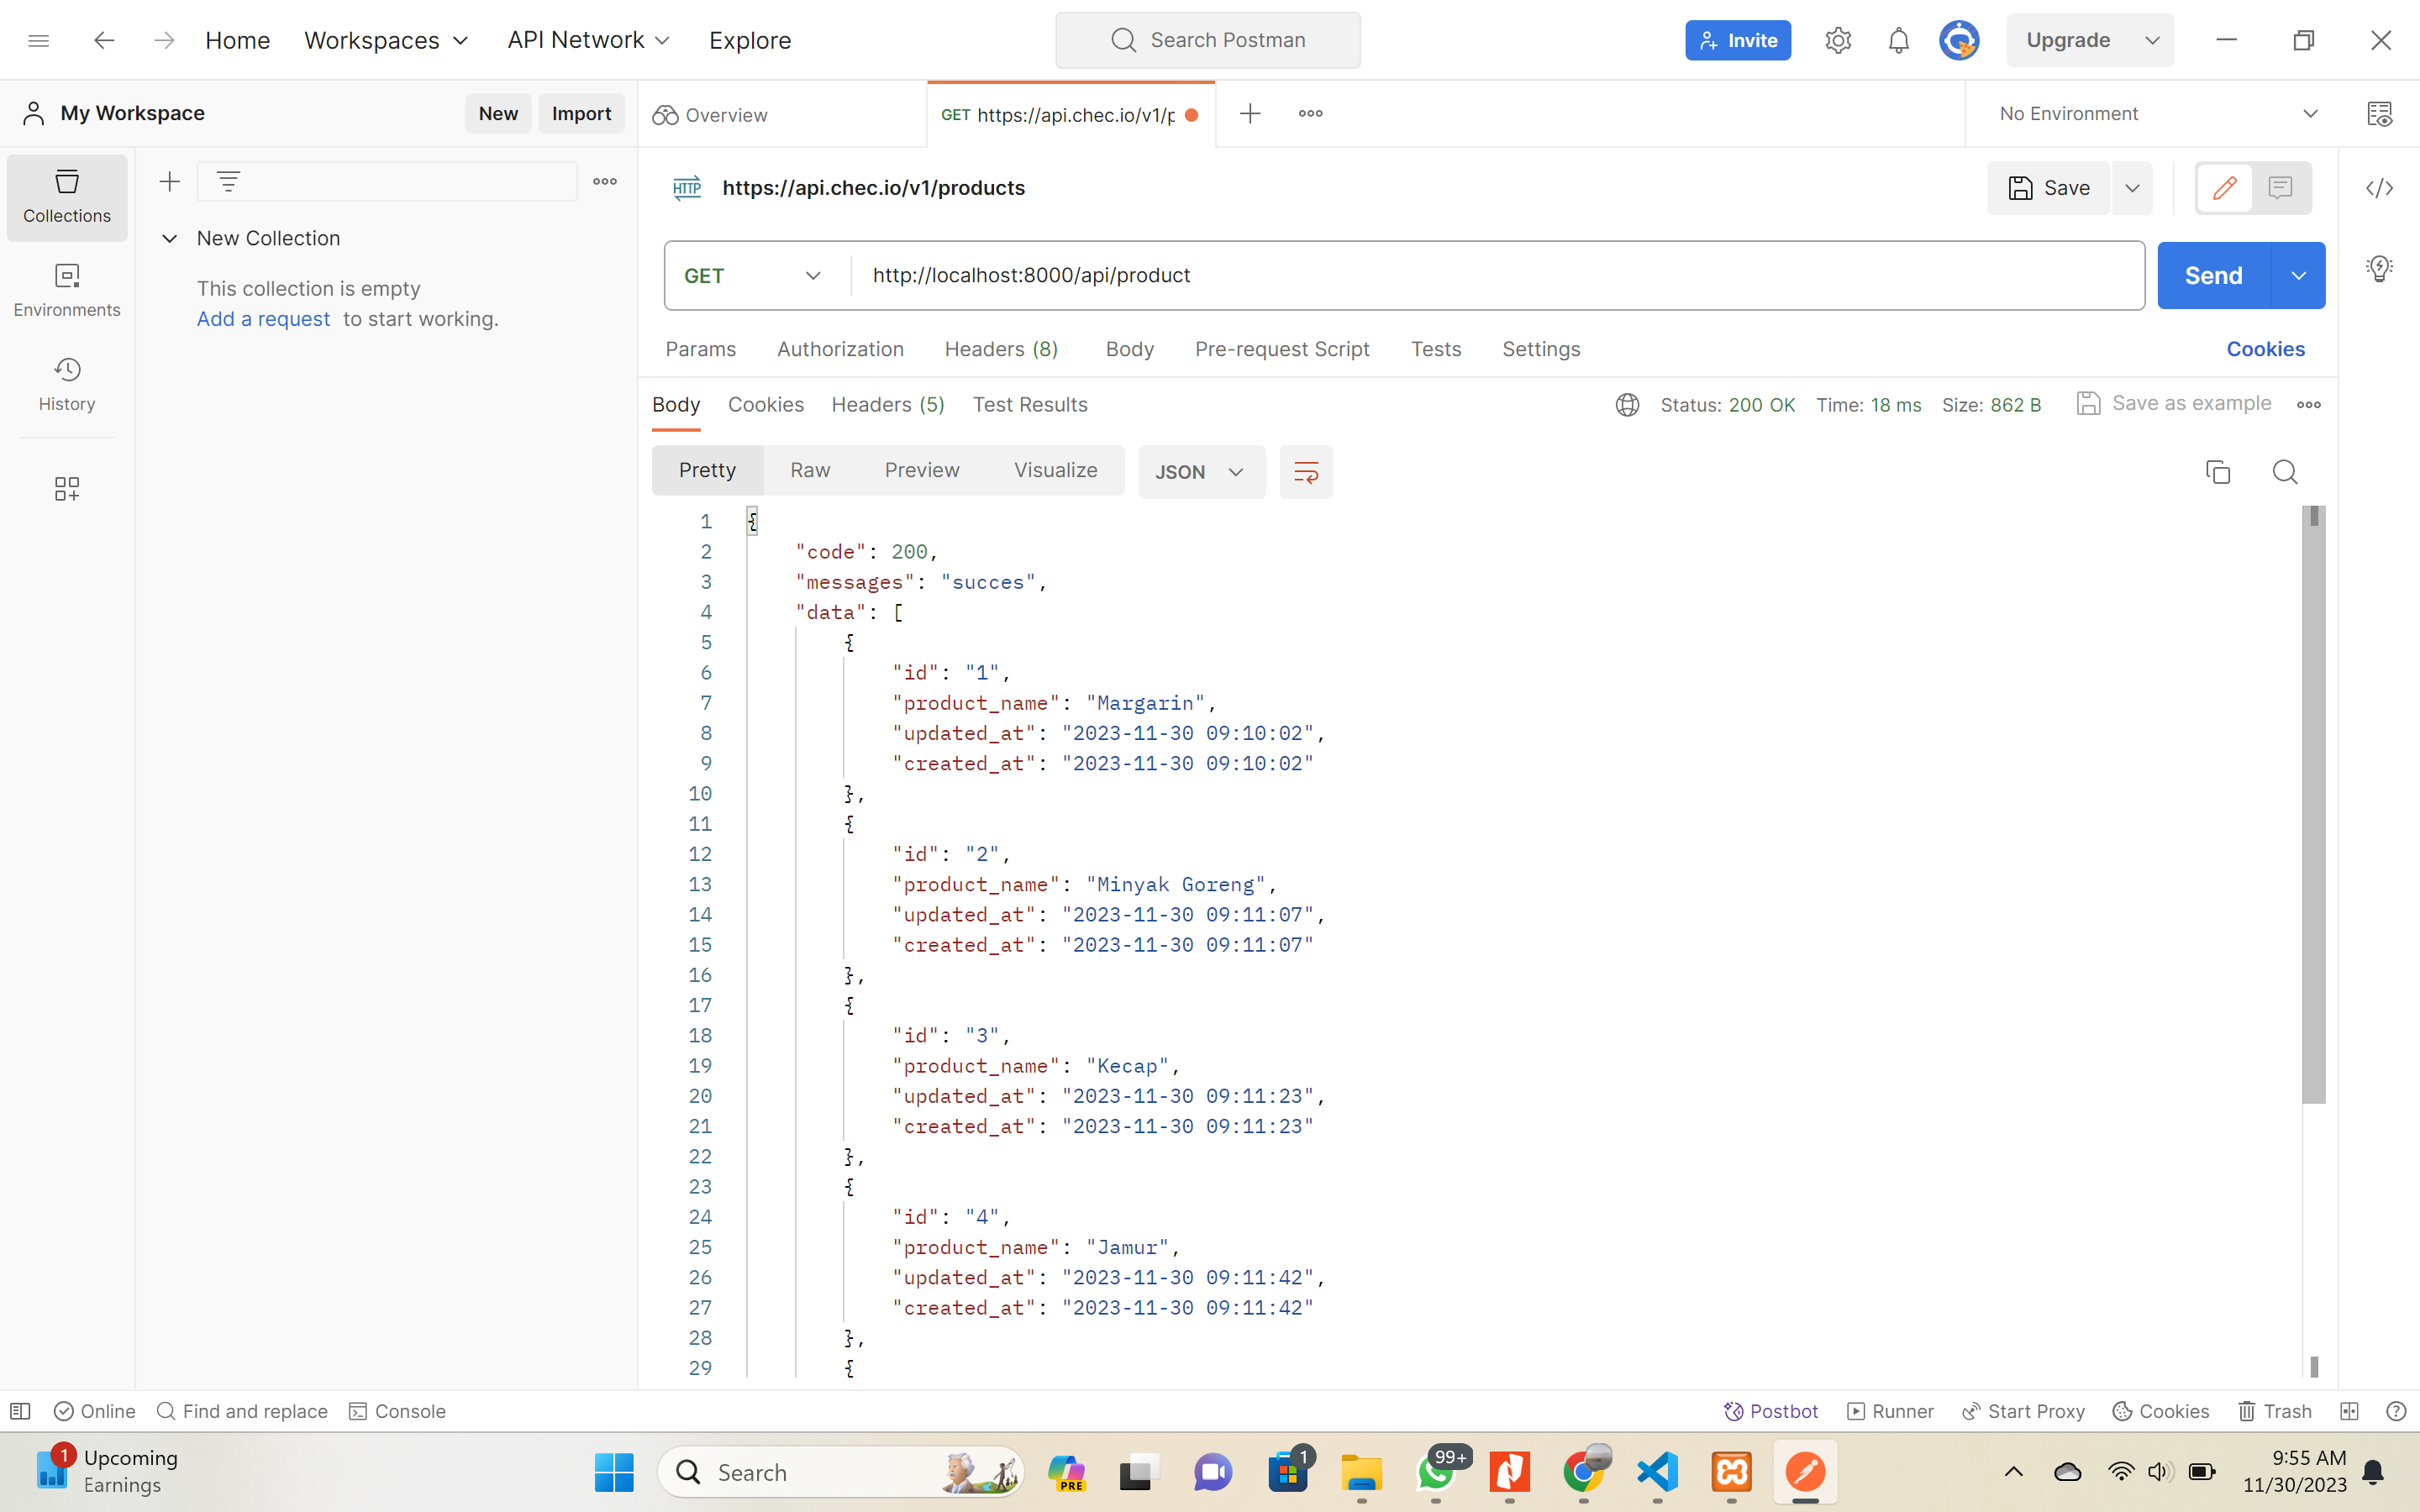 Home Workspaces API Network Explore Search Postman Invite Upgrade
My Workspace New Import Overview GET https://api.chec.io/v1/p No Environment
Collections
Environments
History
New Collection
This collection is empty
Add a request to start working.
HTTP https://api.chec.io/v1/products Save
GET http://localhost:8000/api/product Send
Params Authorization Headers (8) Body Pre-request Script Tests Settings Cookies
Body Cookies Headers (5) Test Results Status: 200 OK Time: 18 ms Size: 862 B Save as example
Pretty Raw Preview Visualize JSON
1 {
2 "code": 200,
3 "messages": "succes",
4 "data": [
5 {
6 "id": "1",
7 "product_name": "Margarin",
8 "updated_at": "2023-11-30 09:10:02",
9 "created_at": "2023-11-30 09:10:02"
10 },
11 {
12 "id": "2",
13 "product_name": "Minyak Goreng",
14 "updated_at": "2023-11-30 09:11:07",
15 "created_at": "2023-11-30 09:11:07"
16 },
17 {
18 "id": "3",
19 "product_name": "Kecap",
20 "updated_at": "2023-11-30 09:11:23",
21 "created_at": "2023-11-30 09:11:23"
22 },
23 {
24 "id": "4",
25 "product_name": "Jamur",
26 "updated_at": "2023-11-30 09:11:42",
27 "created_at": "2023-11-30 09:11:42"
28 },
29 {
Online Find and replace Console Postbot Runner Start Proxy Cookies Trash
1 Upcoming
Earnings
Search
PRE
1
99+
9:55 AM
11/30/2023